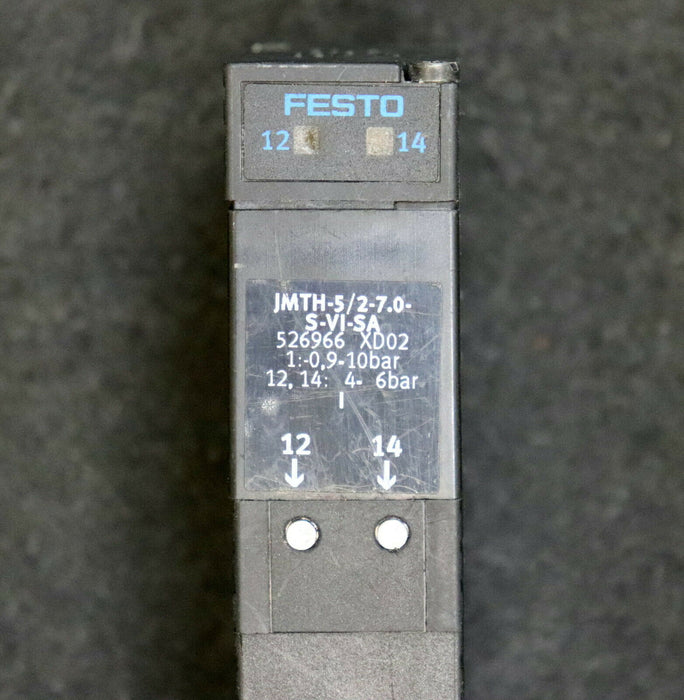 FESTO
12 14
JMTH-5/2-7.0-
S-VI-SA
526966 XD02
1:-0,9-10bar
12, 14: 4- 6bar
I
12 14
↓ ↓